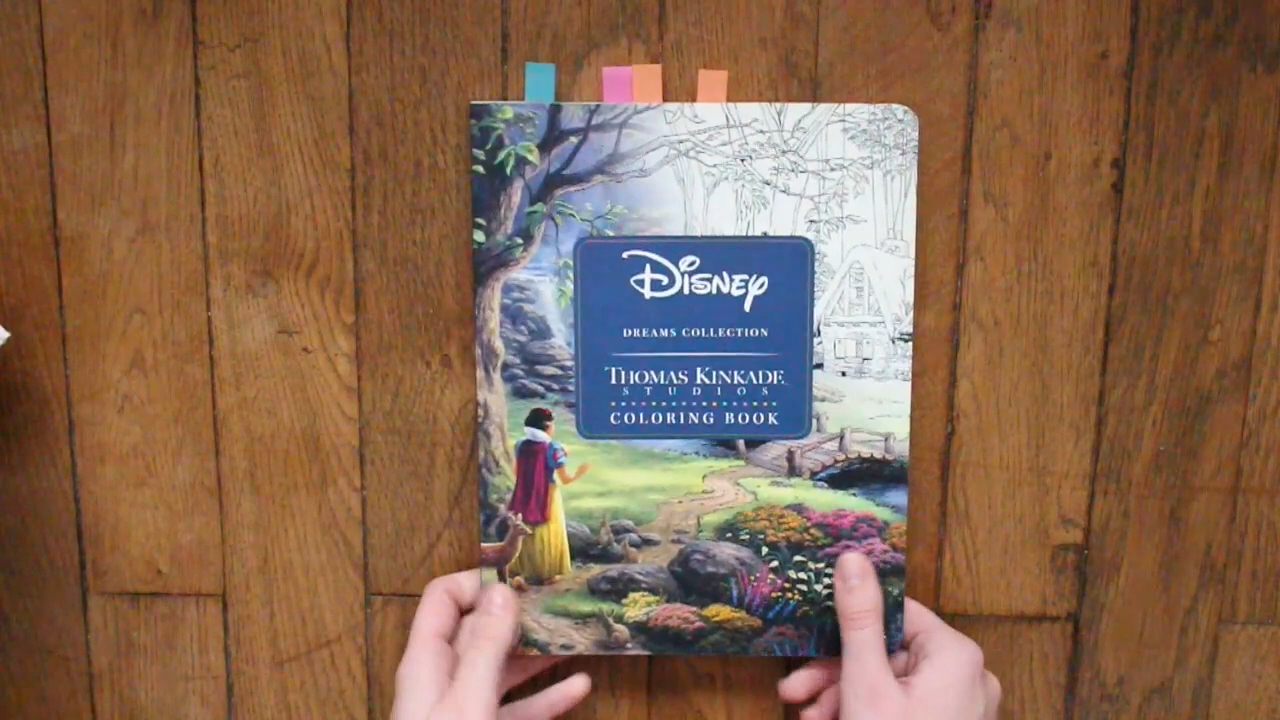 Disney
DREAMS COLLECTION
THOMAS KINKADE
STUDIOS
COLORING BOOK